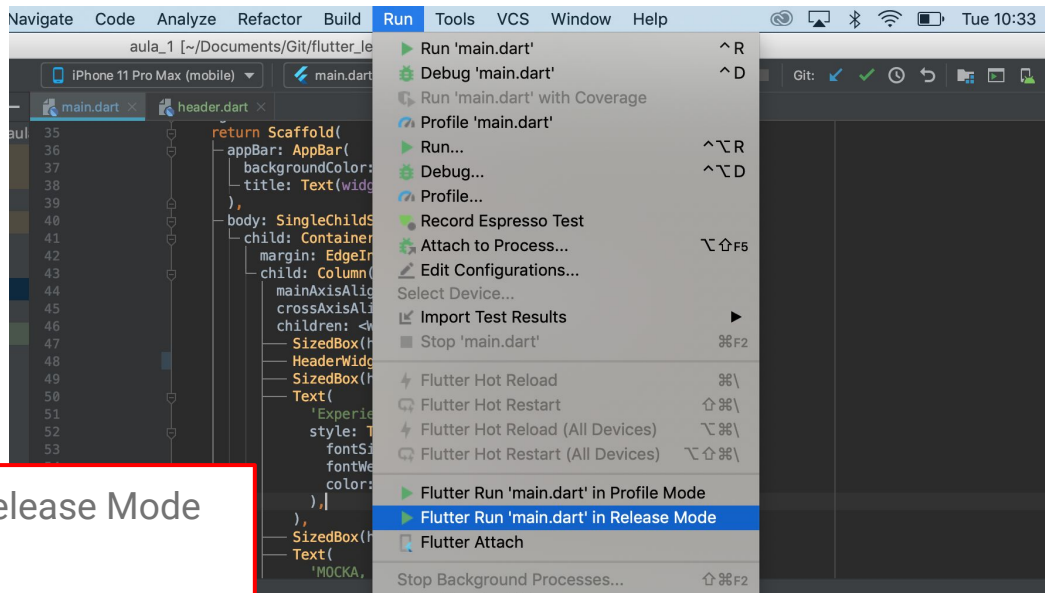 Navigate Code Analyze Refactor Build Run Tools VCS Window Help Tue 10:33
aula_1 [~/Documents/Git/flutter_le
iPhone 11 Pro Max (mobile) main.dart Git:
main.dart header.dart
Run 'main.dart' ^R
Debug 'main.dart' ^D
Run 'main.dart' with Coverage
Profile 'main.dart'
Run... ^⌥R
Debug... ^⌥D
Profile...
Record Espresso Test
Attach to Process... ⌥⇧F5
Edit Configurations...
Select Device...
Import Test Results
Stop 'main.dart' ⌘F2
Flutter Hot Reload ⌘\
Flutter Hot Restart ⇧⌘\
Flutter Hot Reload (All Devices) ⌥⌘\
Flutter Hot Restart (All Devices) ⌥⇧⌘\
Flutter Run 'main.dart' in Profile Mode
Flutter Run 'main.dart' in Release Mode
Flutter Attach
Stop Background Processes... ⇧⌘F2
aul
35 return Scaffold(
36 appBar: AppBar(
37 backgroundColor:
38 title: Text(widg
39 ),
40 body: SingleChildS
41 child: Container
42 margin: EdgeIn
43 child: Column(
44 mainAxisAlig
45 crossAxisAli
46 children: <W
47 SizedBox(h
48 HeaderWidg
49 SizedBox(h
50 Text(
51 'Experie
52 style: T
53 fontSi
fontWe
color:
),
),
SizedBox(h
Text(
'MOCKA,
elease Mode